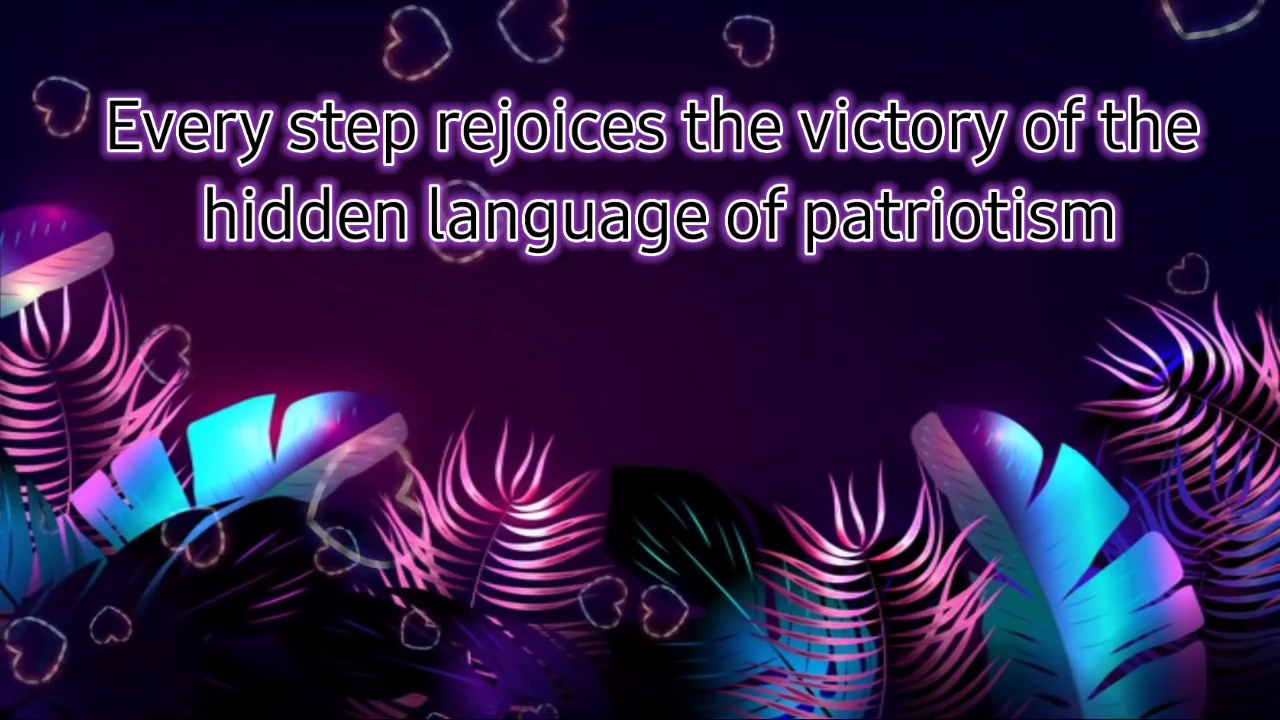 Every step rejoices the victory of the
hidden language of patriotism